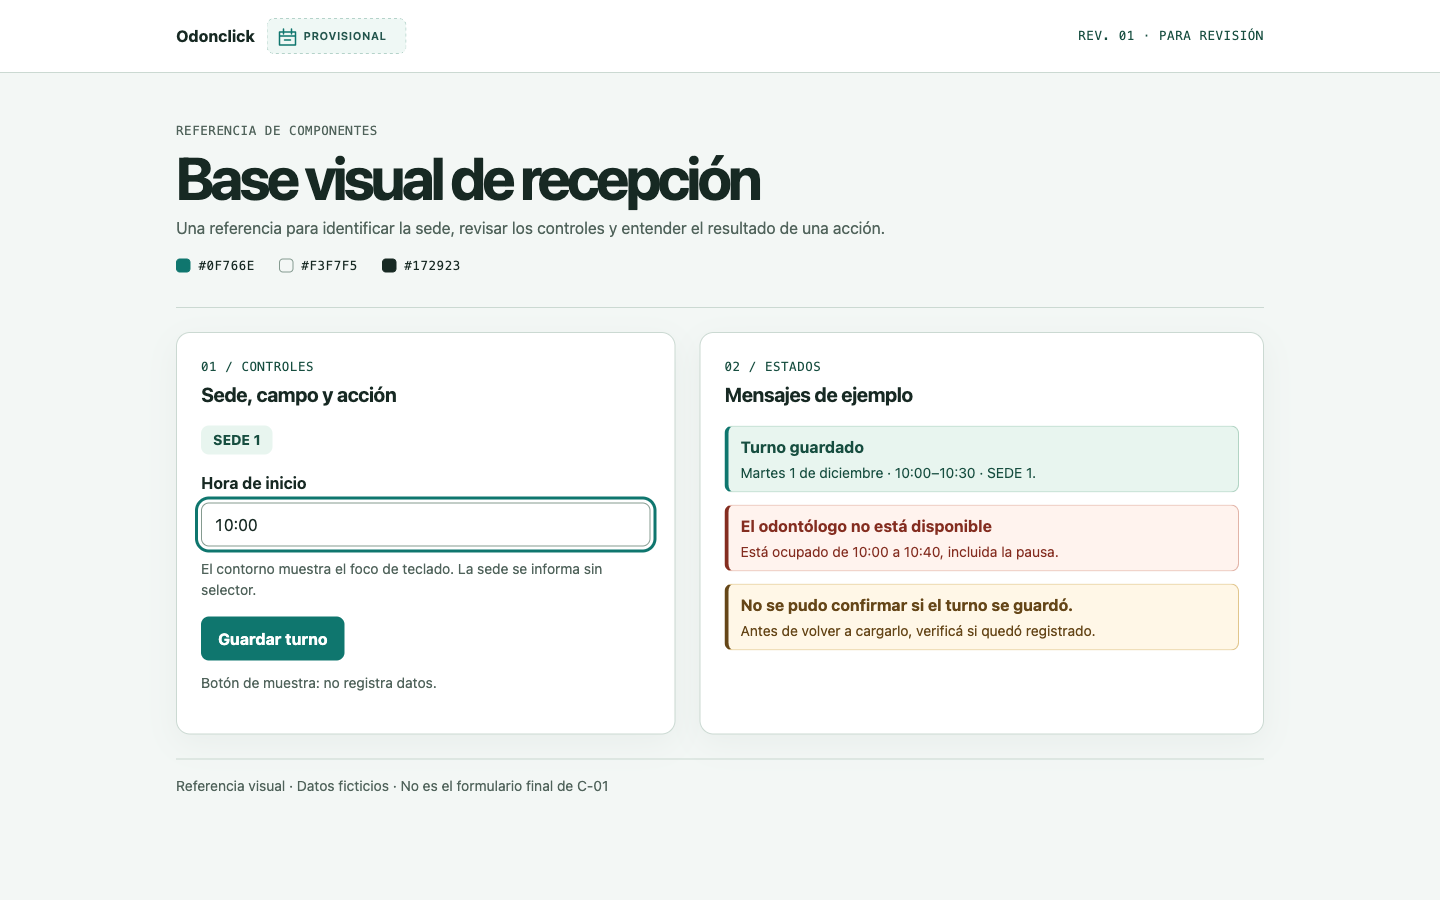 Odonclick
PROVISIONAL
REV. 01 · PARA REVISIÓN
REFERENCIA DE COMPONENTES
Base visual de recepción
Una referencia para identificar la sede, revisar los controles y entender el resultado de una acción.
#0F766E
#F3F7F5
#172923
01 / CONTROLES
Sede, campo y acción
SEDE 1
Hora de inicio
10:00
El contorno muestra el foco de teclado. La sede se informa sin
selector.
Guardar turno
Botón de muestra: no registra datos.
02 / ESTADOS
Mensajes de ejemplo
Turno guardado
Martes 1 de diciembre · 10:00–10:30 · SEDE 1.
El odontólogo no está disponible
Está ocupado de 10:00 a 10:40, incluida la pausa.
No se pudo confirmar si el turno se guardó.
Antes de volver a cargarlo, verificá si quedó registrado.
Referencia visual · Datos ficticios · No es el formulario final de C-01